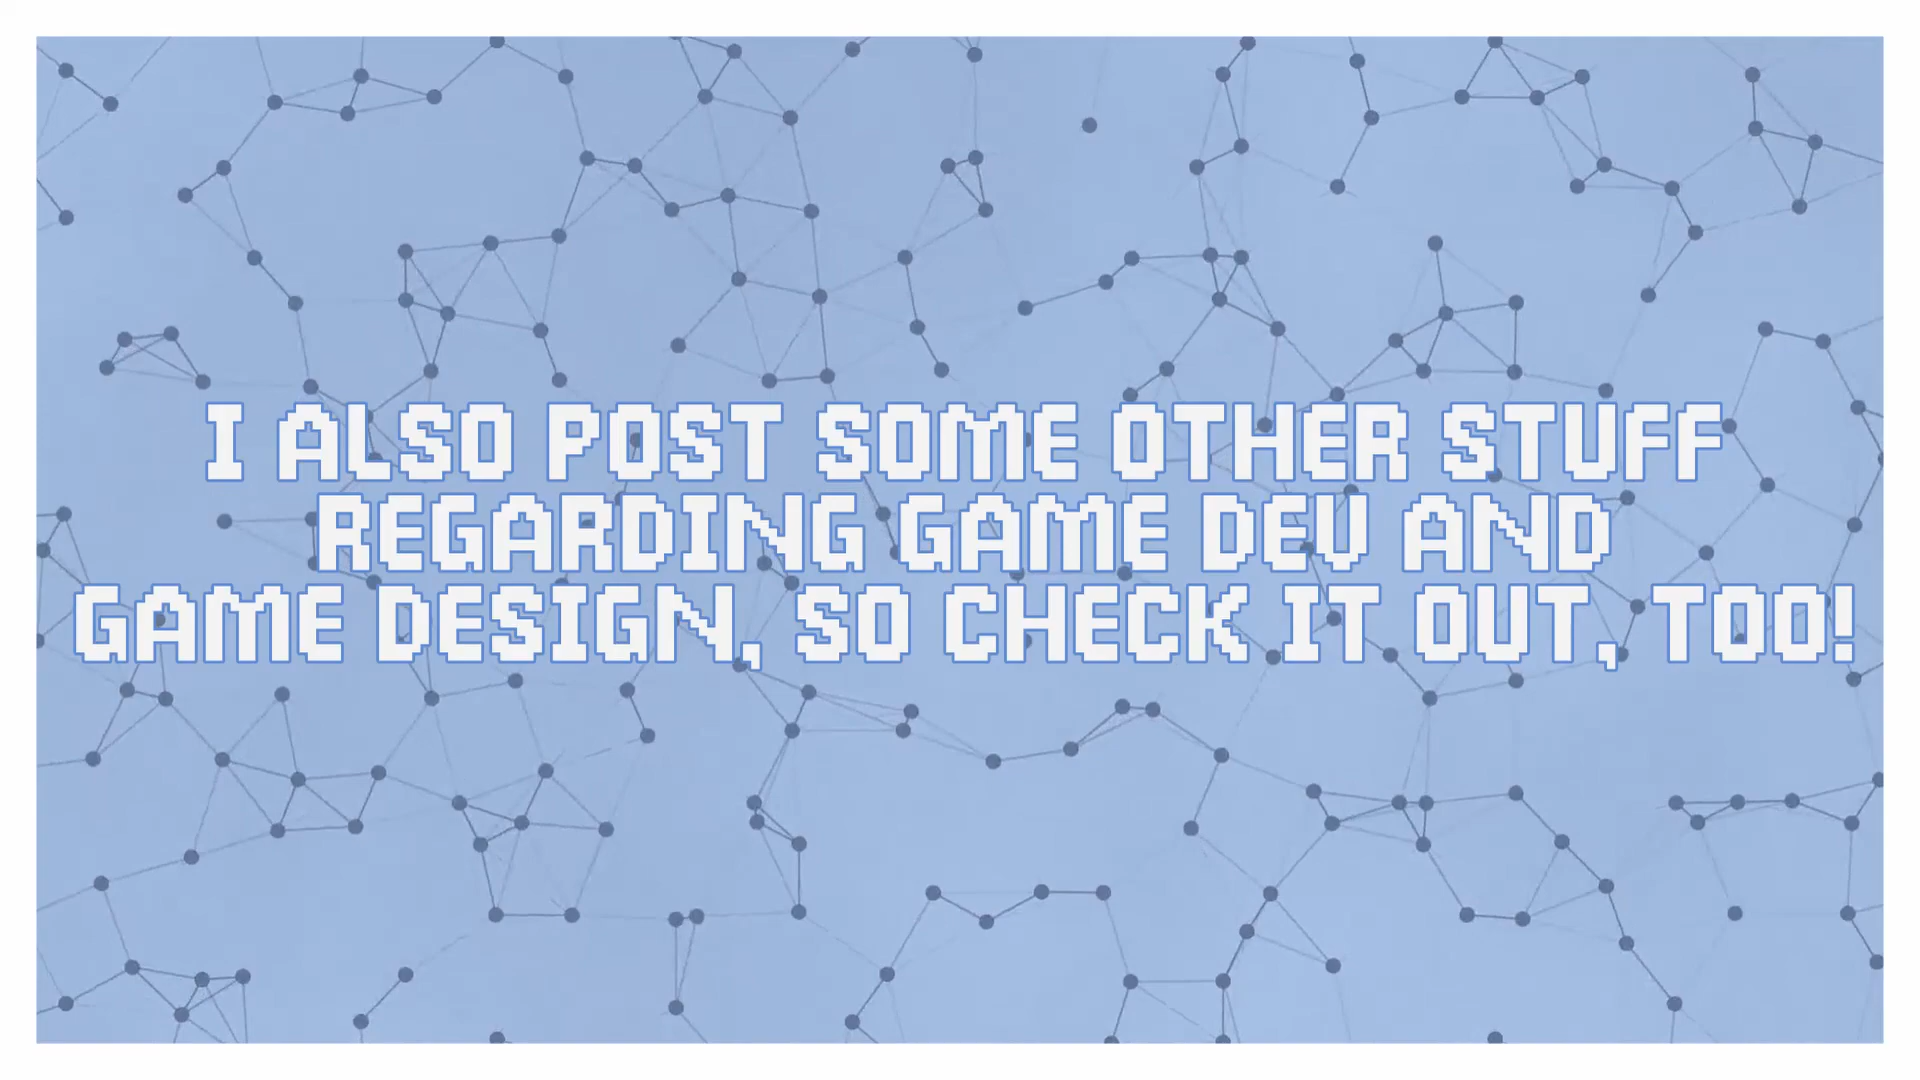 I ALSO POST SOME OTHER STUFF
REGARDING GAME DEV AND
GAME DESIGN, SO CHECK IT OUT, TOO!